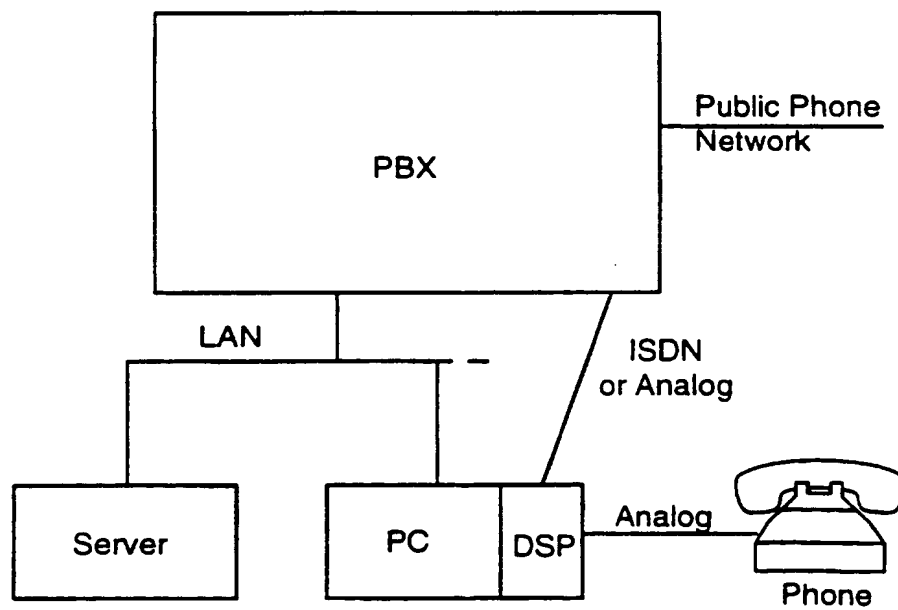 Public Phone
Network
PBX
LAN
ISDN
or Analog
Server
PC
DSP
Analog
Phone